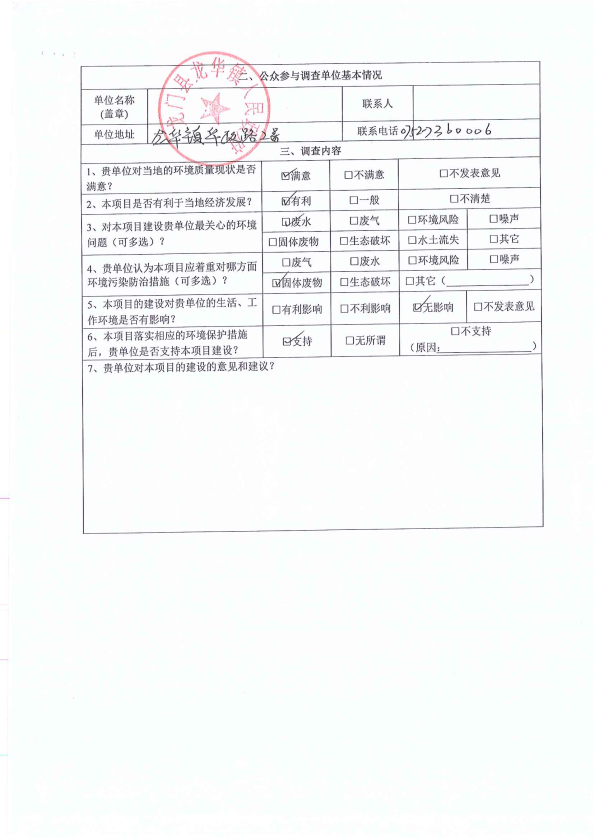 二、公众参与调查单位基本情况
单位名称
(盖章)
联系人
龙门县龙华镇人民政府
单位地址 龙华镇华 路 号 联系电话 07527360006
三、调查内容
1、贵单位对当地的环境质量现状是否满意？ ☑满意 □不满意 □不发表意见
2、本项目是否有利于当地经济发展？ ☑有利 □一般 □不清楚
3、对本项目建设贵单位最关心的环境问题（可多选）？ ☑废水 □废气 □环境风险 □噪声
□固体废物 □生态破坏 □水土流失 □其它
4、贵单位认为本项目应着重对哪方面环境污染防治措施（可多选）？ □废气 □废水 □环境风险 □噪声
☑固体废物 □生态破坏 □其它（____________）
5、本项目的建设对贵单位的生活、工作环境是否有影响？ □有利影响 □不利影响 ☑无影响 □不发表意见
6、本项目落实相应的环境保护措施后，贵单位是否支持本项目建设？ ☑支持 □无所谓 □不支持
（原因：____________）
7、贵单位对本项目的建设的意见和建议？